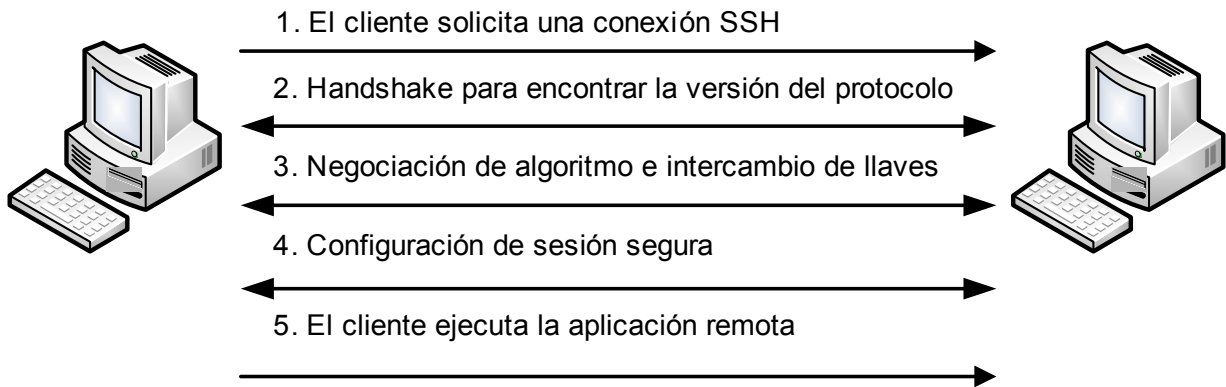 1. El cliente solicita una conexión SSH
2. Handshake para encontrar la versión del protocolo
3. Negociación de algoritmo e intercambio de llaves
4. Configuración de sesión segura
5. El cliente ejecuta la aplicación remota